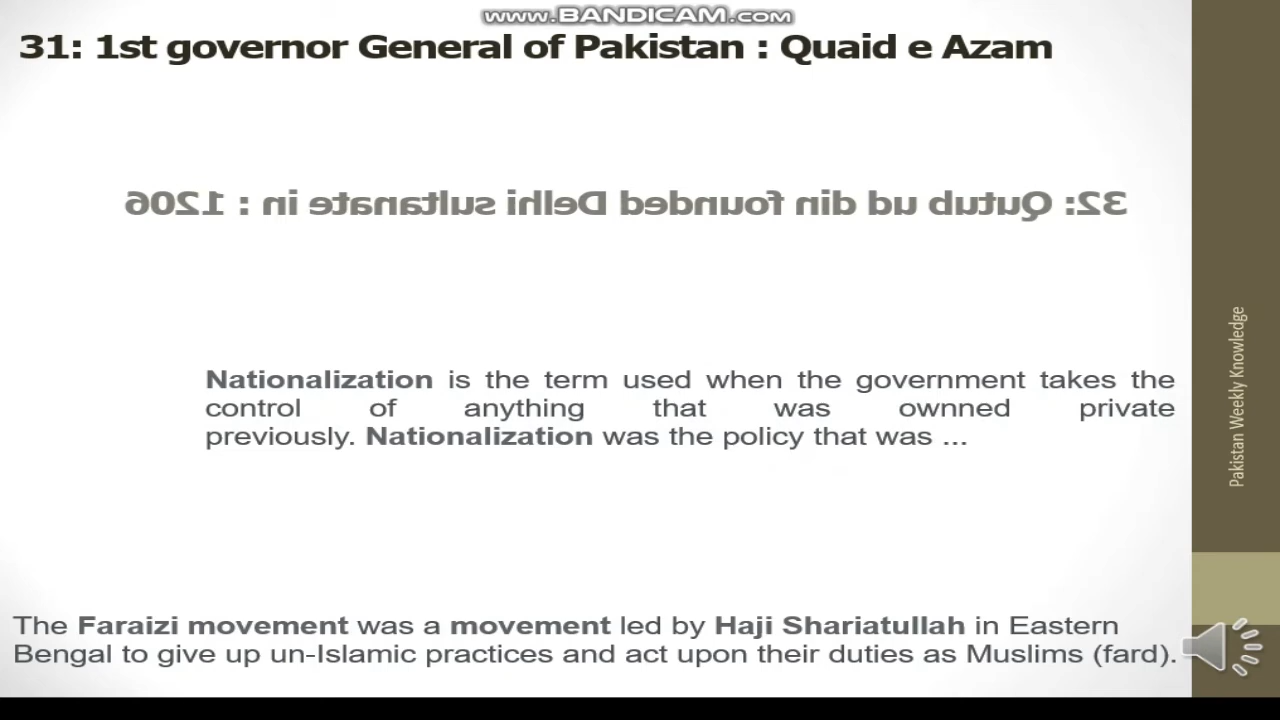 www.BANDICAM.com
31: 1st governor General of Pakistan : Quaid e Azam
32: Qutub ud din founded Delhi sultanate in : 1206
Nationalization is the term used when the government takes the
control of anything that was ownned private
previously. Nationalization was the policy that was ...
Pakistan Weekly Knowledge
The Faraizi movement was a movement led by Haji Shariatullah in Eastern
Bengal to give up un-Islamic practices and act upon their duties as Muslims (fard).